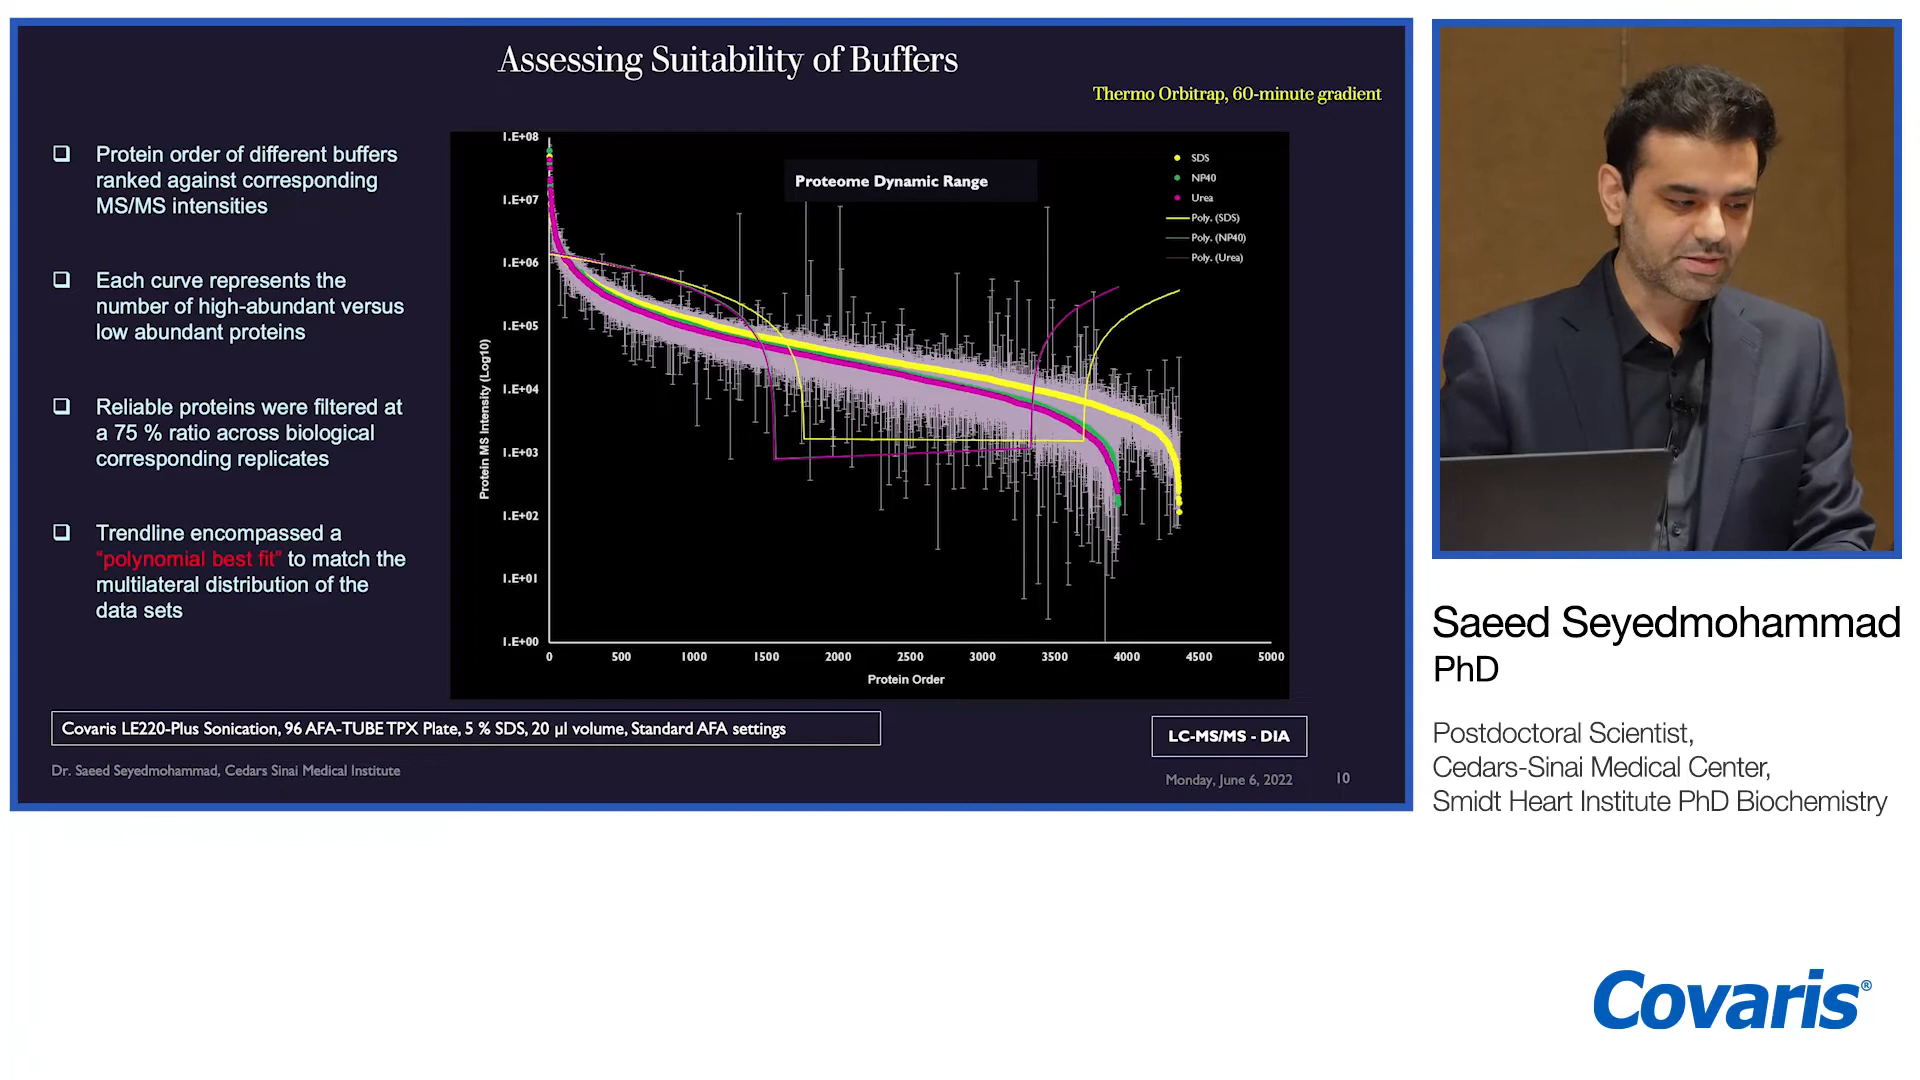 Assessing Suitability of Buffers
Thermo Orbitrap, 60-minute gradient
Protein order of different buffers
ranked against corresponding
MS/MS intensities
Each curve represents the
number of high-abundant versus
low abundant proteins
Reliable proteins were filtered at
a 75 % ratio across biological
corresponding replicates
Trendline encompassed a
“polynomial best fit” to match the
multilateral distribution of the
data sets
Proteome Dynamic Range
SDS
NP40
Urea
Poly. (SDS)
Poly. (NP40)
Poly. (Urea)
Protein MS Intensity (Log10)
1.E+08
1.E+07
1.E+06
1.E+05
1.E+04
1.E+03
1.E+02
1.E+01
1.E+00
0 500 1000 1500 2000 2500 3000 3500 4000 4500 5000
Protein Order
Covaris LE220-Plus Sonication, 96 AFA-TUBE TPX Plate, 5 % SDS, 20 µl volume, Standard AFA settings
LC-MS/MS - DIA
Dr. Saeed Seyedmohammad, Cedars Sinai Medical Institute
Monday, June 6, 2022 10
Saeed Seyedmohammad
PhD
Postdoctoral Scientist,
Cedars-Sinai Medical Center,
Smidt Heart Institute PhD Biochemistry
Covaris®